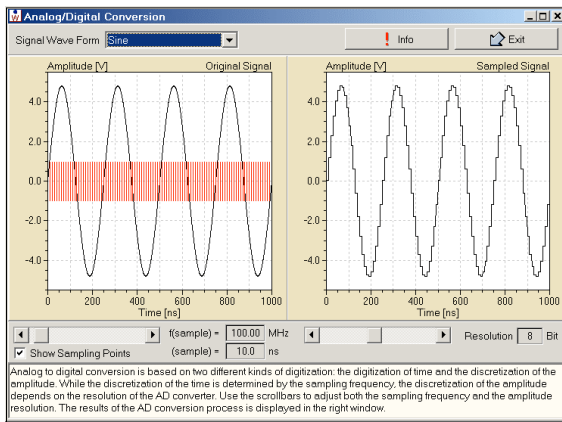 Analog/Digital Conversion
Signal Wave Form Sine Info Exit
Amplitude [V] Original Signal
4.0
2.0
0.0
-2.0
-4.0
0 200 400 600 800 1000
Time [ns]
Amplitude [V] Sampled Signal
4.0
2.0
0.0
-2.0
-4.0
0 200 400 600 800 1000
Time [ns]
f(sample) = 100.00 MHz Resolution 8 Bit
Show Sampling Points (sample) = 10.0 ns
Analog to digital conversion is based on two different kinds of digitization: the digitization of time and the discretization of the
amplitude. While the discretization of the time is determined by the sampling frequency, the discretization of the amplitude
depends on the resolution of the AD converter. Use the scrollbars to adjust both the sampling frequency and the amplitude
resolution. The results of the AD conversion process is displayed in the right window.